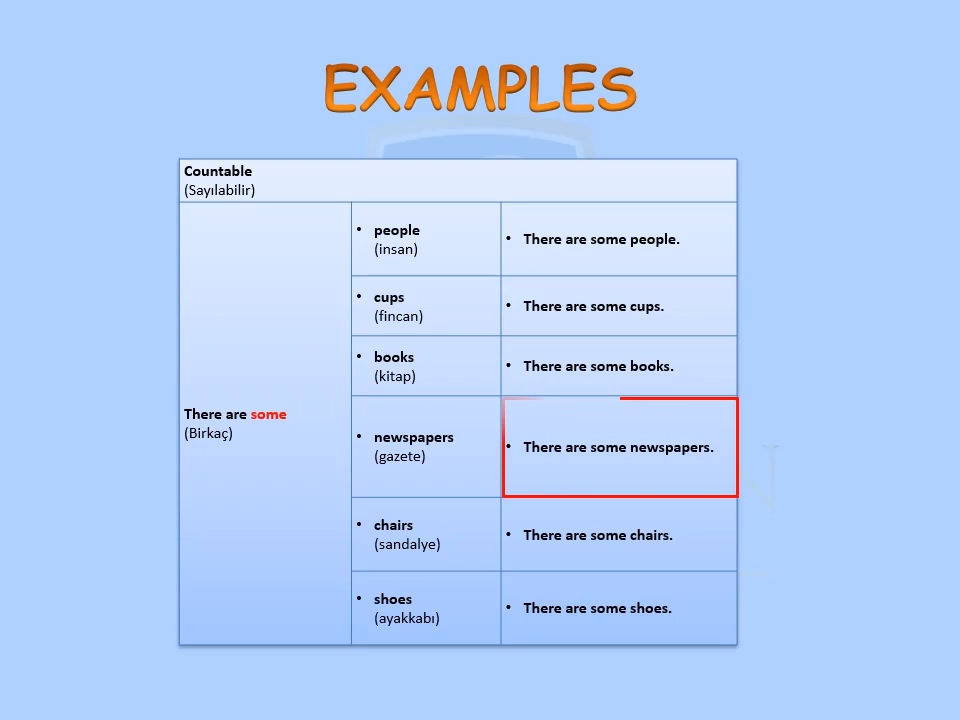 EXAMPLES
Countable
(Sayılabilir)
There are some
(Birkaç)
• people
(insan)
• There are some people.
• cups
(fincan)
• There are some cups.
• books
(kitap)
• There are some books.
• newspapers
(gazete)
• There are some newspapers.
• chairs
(sandalye)
• There are some chairs.
• shoes
(ayakkabı)
• There are some shoes.